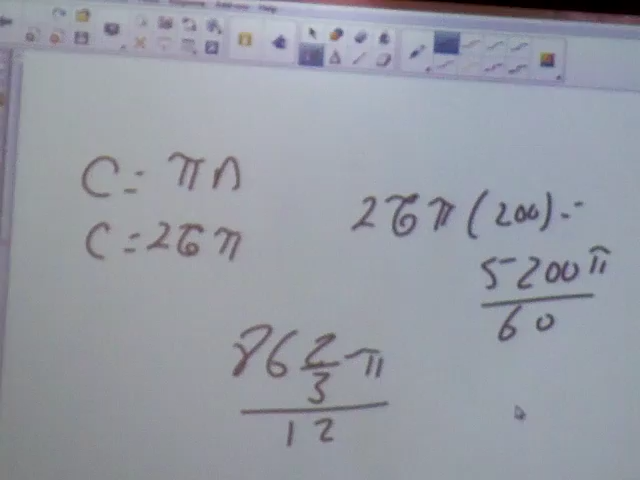 C = πD
C = 26π
26π(200) =
5200π
60
86 2/3 π
12